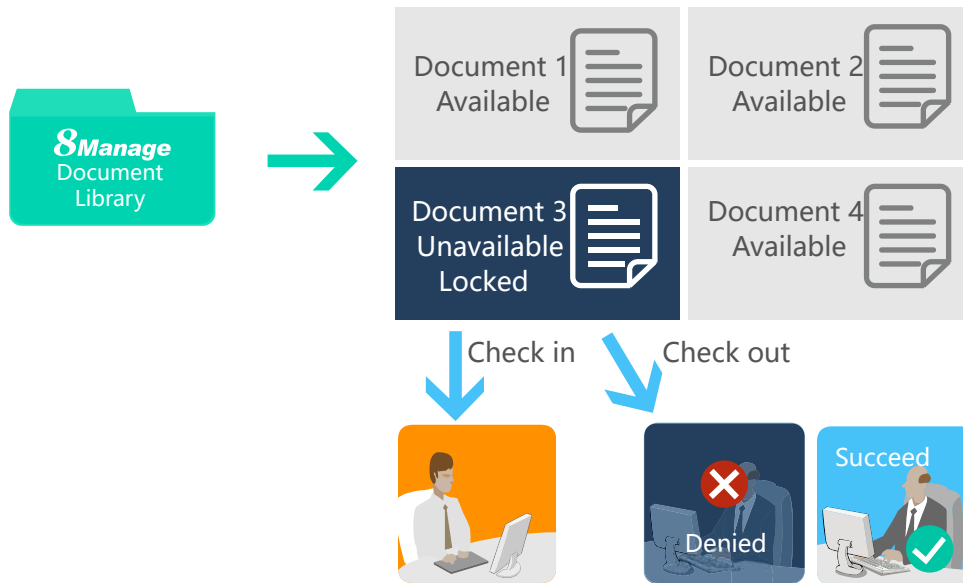 8Manage
Document
Library
Document 1
Available
Document 2
Available
Document 3
Unavailable
Locked
Document 4
Available
Check in
Check out
Denied
Succeed